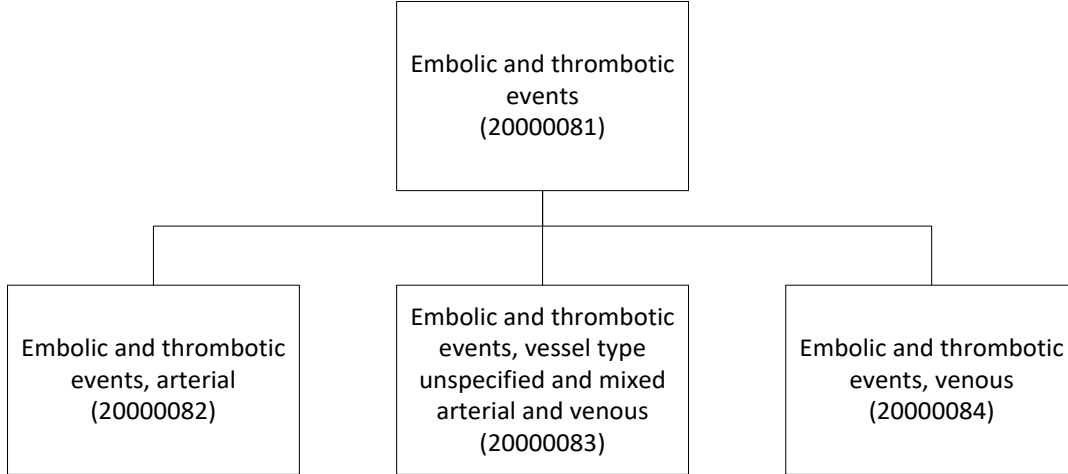 Embolic and thrombotic
events
(20000081)
Embolic and thrombotic
events, arterial
(20000082)
Embolic and thrombotic
events, vessel type
unspecified and mixed
arterial and venous
(20000083)
Embolic and thrombotic
events, venous
(20000084)